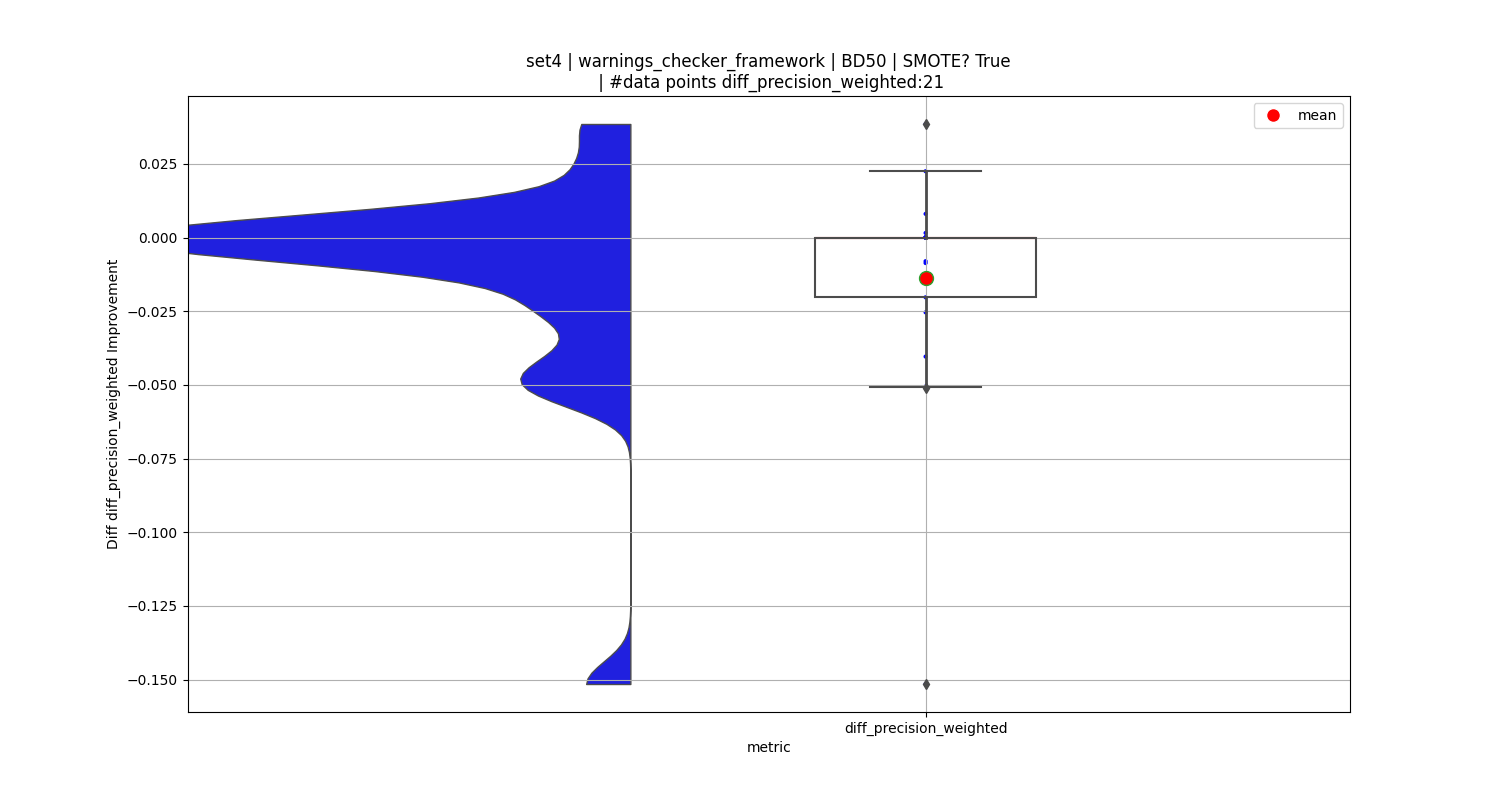 set4 | warnings_checker_framework | BD50 | SMOTE? True
| #data points diff_precision_weighted:21
mean
0.025
0.000
−0.025
−0.050
−0.075
−0.100
−0.125
−0.150
Diff diff_precision_weighted Improvement
diff_precision_weighted
metric